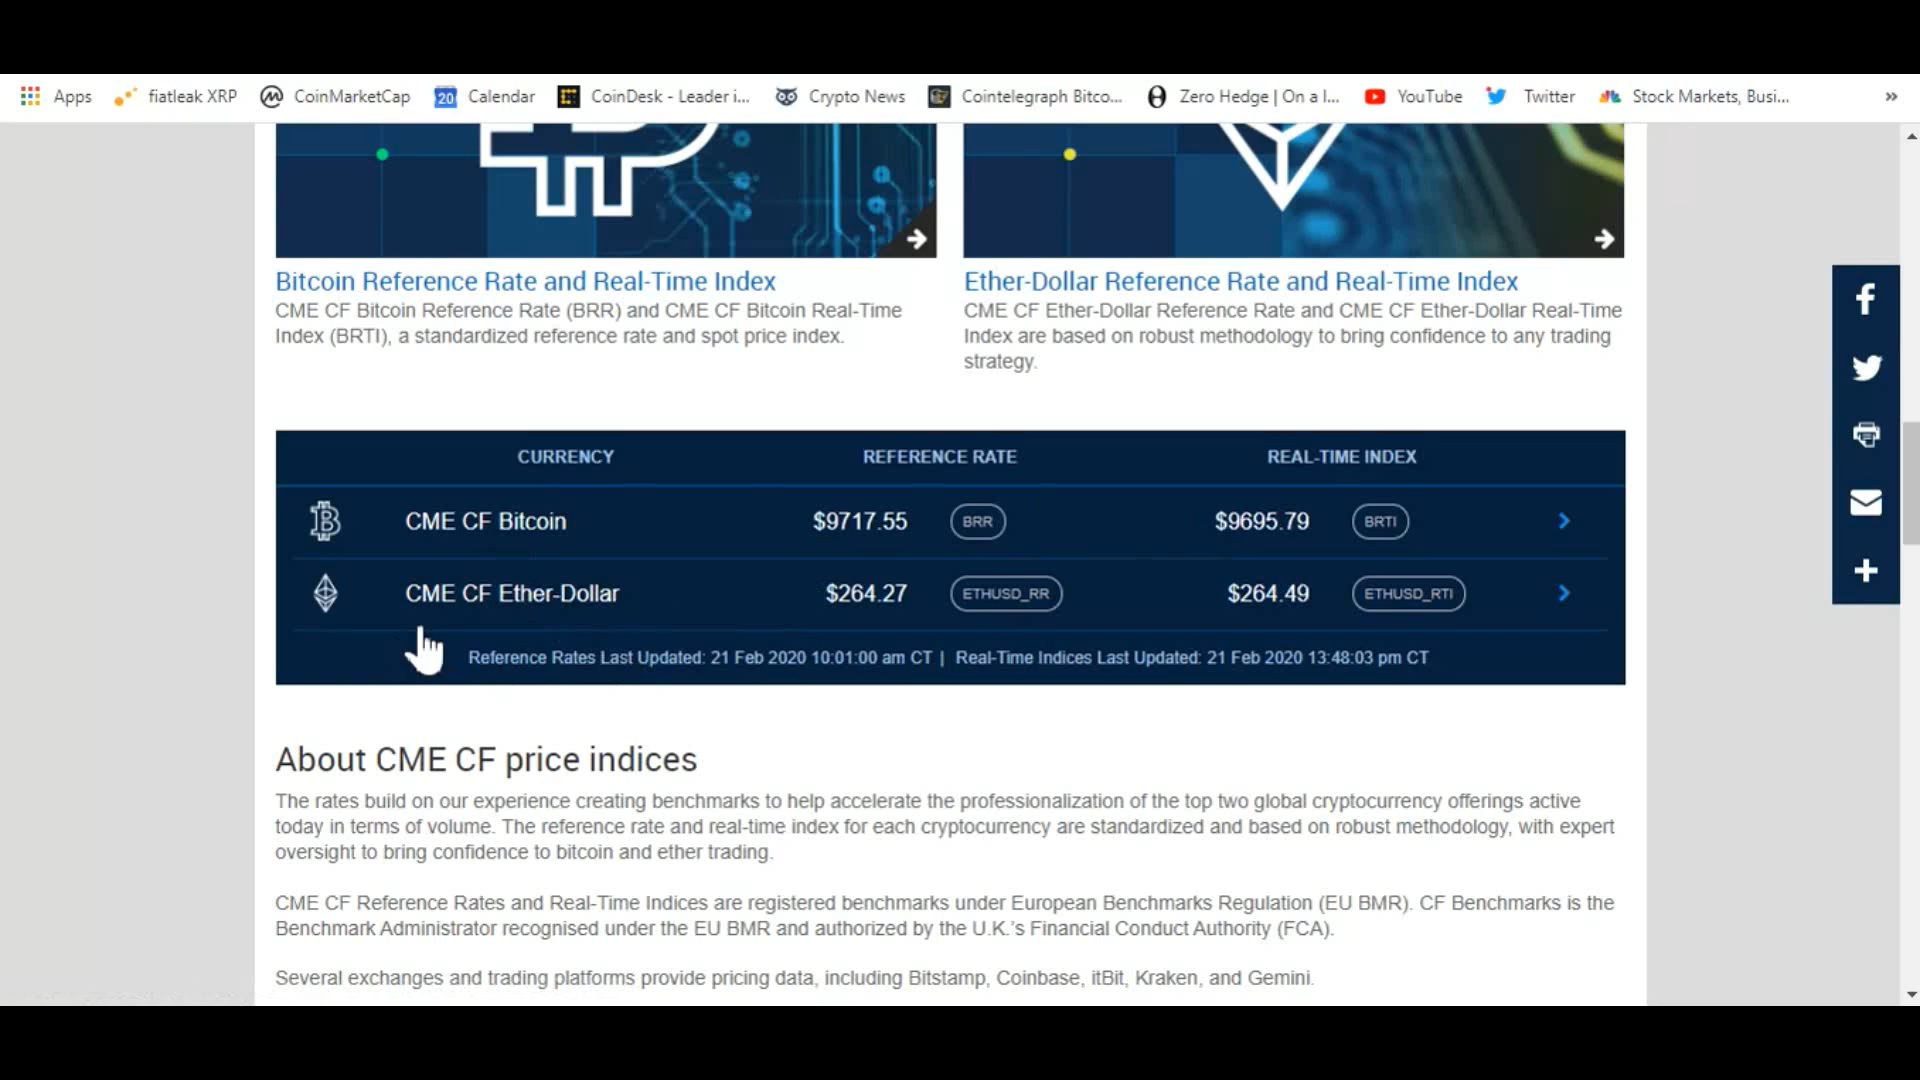 Apps fiatleak XRP CoinMarketCap 20 Calendar CoinDesk - Leader i... Crypto News Cointelegraph Bitco... Zero Hedge | On a l... YouTube Twitter Stock Markets, Busi... »
Bitcoin Reference Rate and Real-Time Index
CME CF Bitcoin Reference Rate (BRR) and CME CF Bitcoin Real-Time
Index (BRTI), a standardized reference rate and spot price index.
Ether-Dollar Reference Rate and Real-Time Index
CME CF Ether-Dollar Reference Rate and CME CF Ether-Dollar Real-Time
Index are based on robust methodology to bring confidence to any trading
strategy.
CURRENCY REFERENCE RATE REAL-TIME INDEX
CME CF Bitcoin $9717.55 BRR $9695.79 BRTI
CME CF Ether-Dollar $264.27 ETHUSD_RR $264.49 ETHUSD_RTI
Reference Rates Last Updated: 21 Feb 2020 10:01:00 am CT | Real-Time Indices Last Updated: 21 Feb 2020 13:48:03 pm CT
About CME CF price indices
The rates build on our experience creating benchmarks to help accelerate the professionalization of the top two global cryptocurrency offerings active
today in terms of volume. The reference rate and real-time index for each cryptocurrency are standardized and based on robust methodology, with expert
oversight to bring confidence to bitcoin and ether trading.
CME CF Reference Rates and Real-Time Indices are registered benchmarks under European Benchmarks Regulation (EU BMR). CF Benchmarks is the
Benchmark Administrator recognised under the EU BMR and authorized by the U.K.'s Financial Conduct Authority (FCA).
Several exchanges and trading platforms provide pricing data, including Bitstamp, Coinbase, itBit, Kraken, and Gemini.